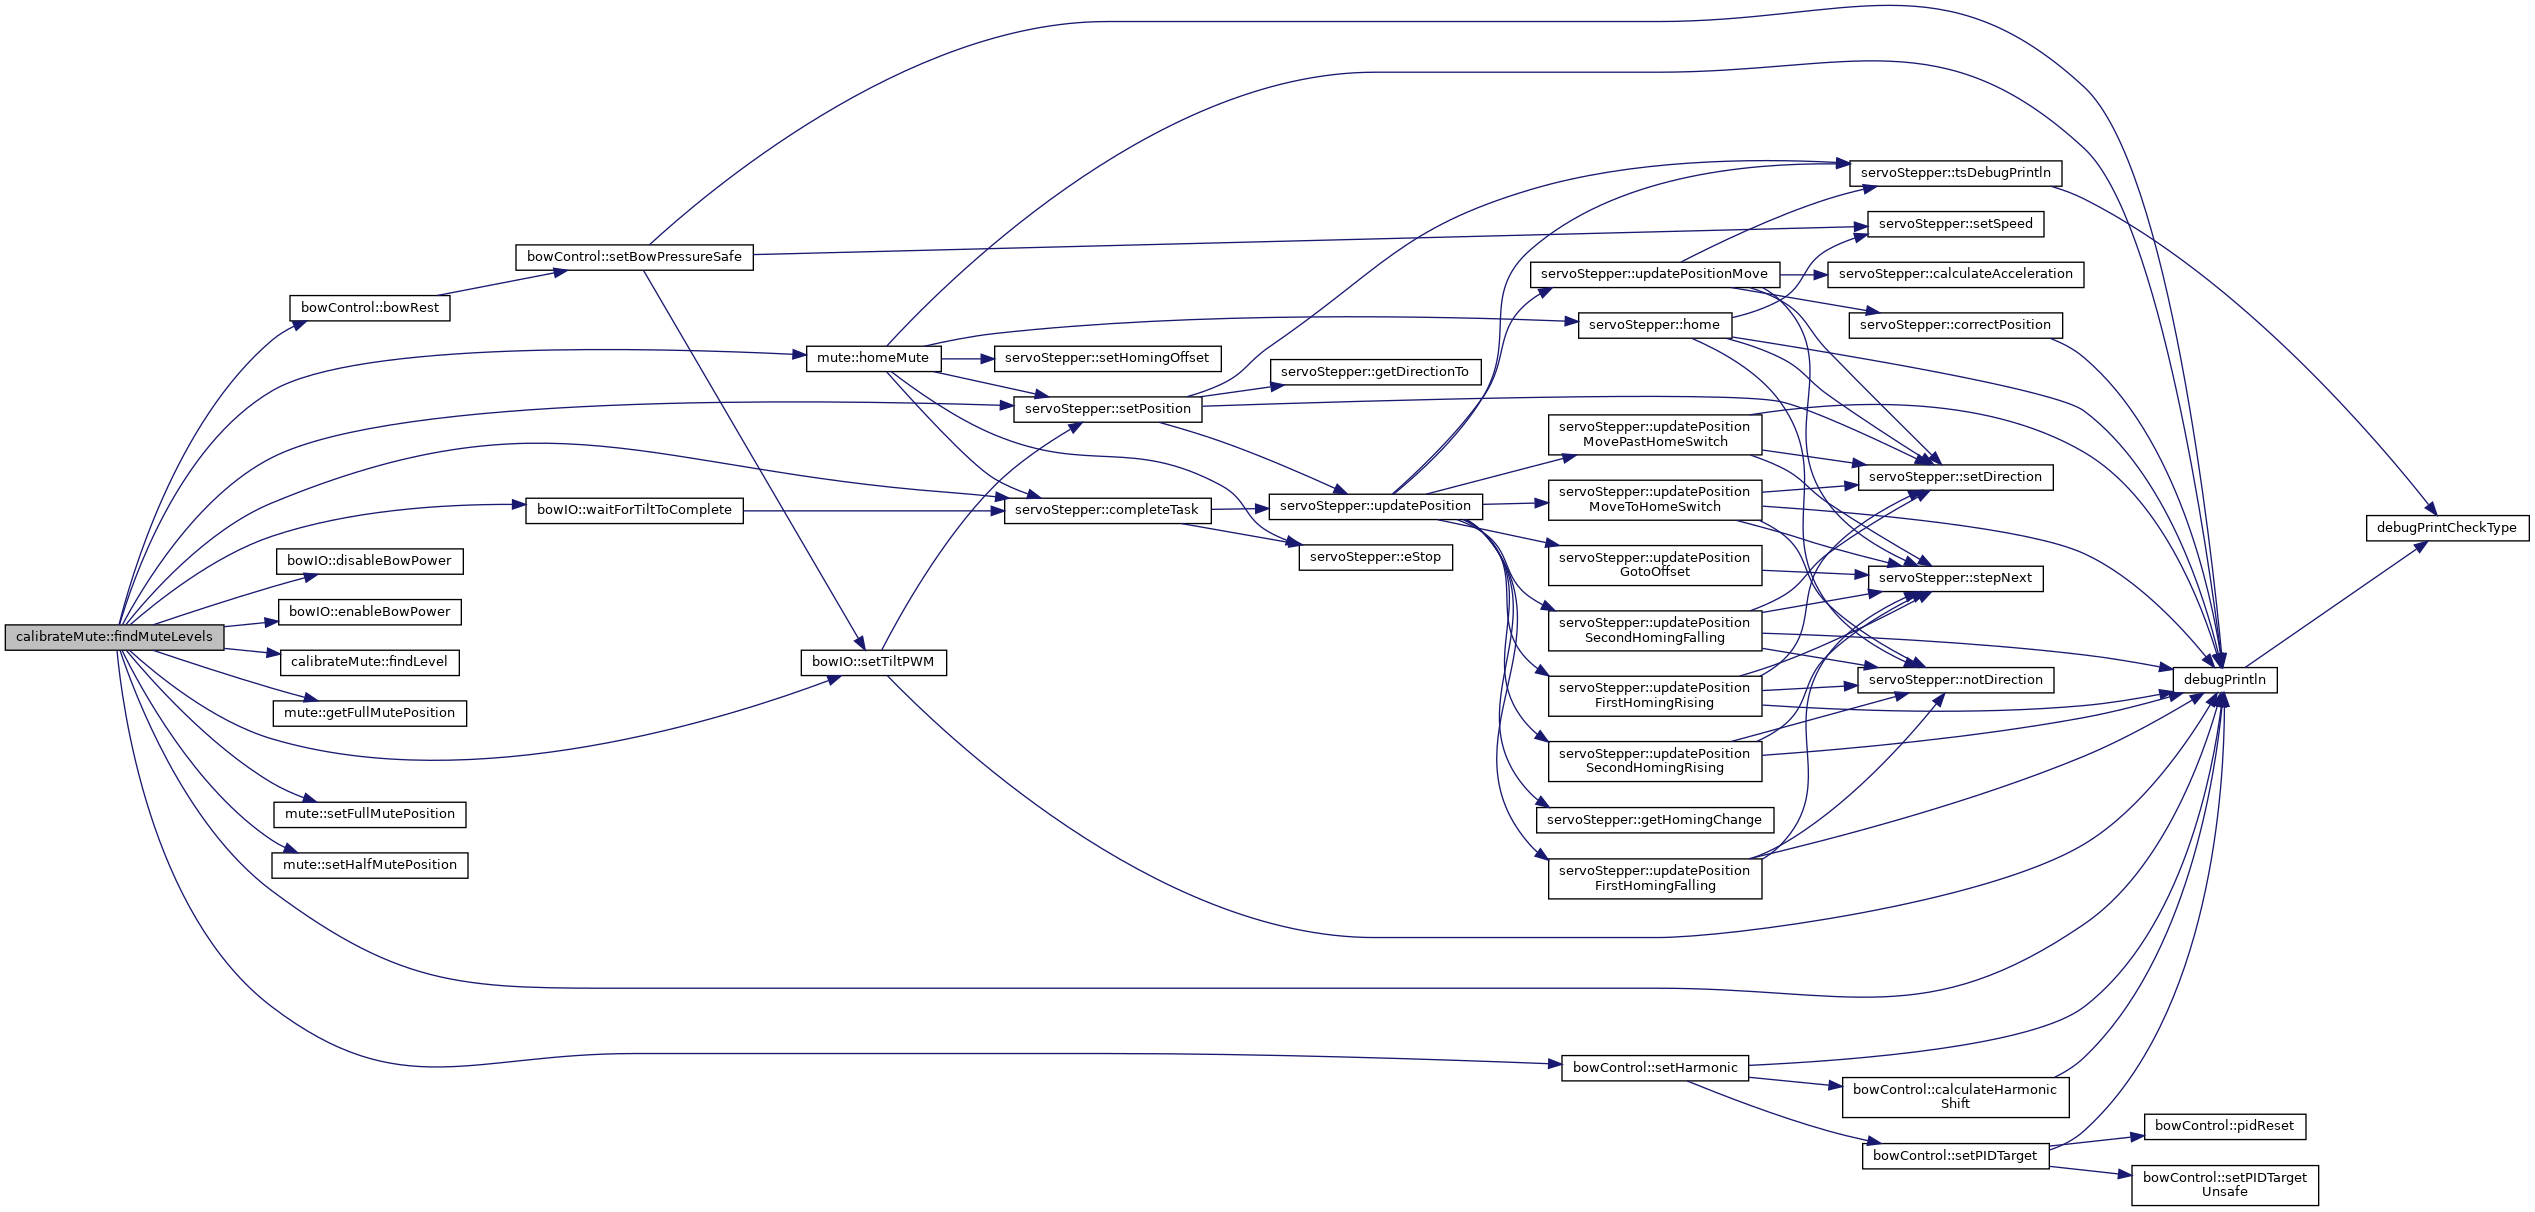 calibrateMute::findMuteLevels
bowControl::bowRest
bowControl::setBowPressureSafe
mute::homeMute
servoStepper::setHomingOffset
servoStepper::setPosition
servoStepper::getDirectionTo
bowIO::waitForTiltToComplete
servoStepper::completeTask
servoStepper::updatePosition
servoStepper::eStop
bowIO::disableBowPower
bowIO::enableBowPower
calibrateMute::findLevel
bowIO::setTiltPWM
mute::getFullMutePosition
mute::setFullMutePosition
mute::setHalfMutePosition
servoStepper::tsDebugPrintln
servoStepper::setSpeed
servoStepper::updatePositionMove
servoStepper::calculateAcceleration
servoStepper::home
servoStepper::correctPosition
servoStepper::updatePosition
MovePastHomeSwitch
servoStepper::setDirection
servoStepper::updatePosition
MoveToHomeSwitch
servoStepper::updatePosition
GotoOffset
servoStepper::stepNext
servoStepper::updatePosition
SecondHomingFalling
servoStepper::updatePosition
FirstHomingRising
servoStepper::notDirection
servoStepper::updatePosition
SecondHomingRising
servoStepper::getHomingChange
servoStepper::updatePosition
FirstHomingFalling
debugPrintln
debugPrintCheckType
bowControl::setHarmonic
bowControl::calculateHarmonic
Shift
bowControl::setPIDTarget
bowControl::pidReset
bowControl::setPIDTarget
Unsafe